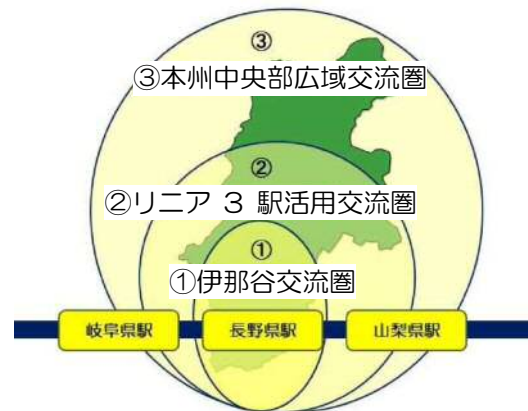 ③
③本州中央部広域交流圏
②
②リニア 3 駅活用交流圏
①
①伊那谷交流圏
岐阜県駅 長野県駅 山梨県駅